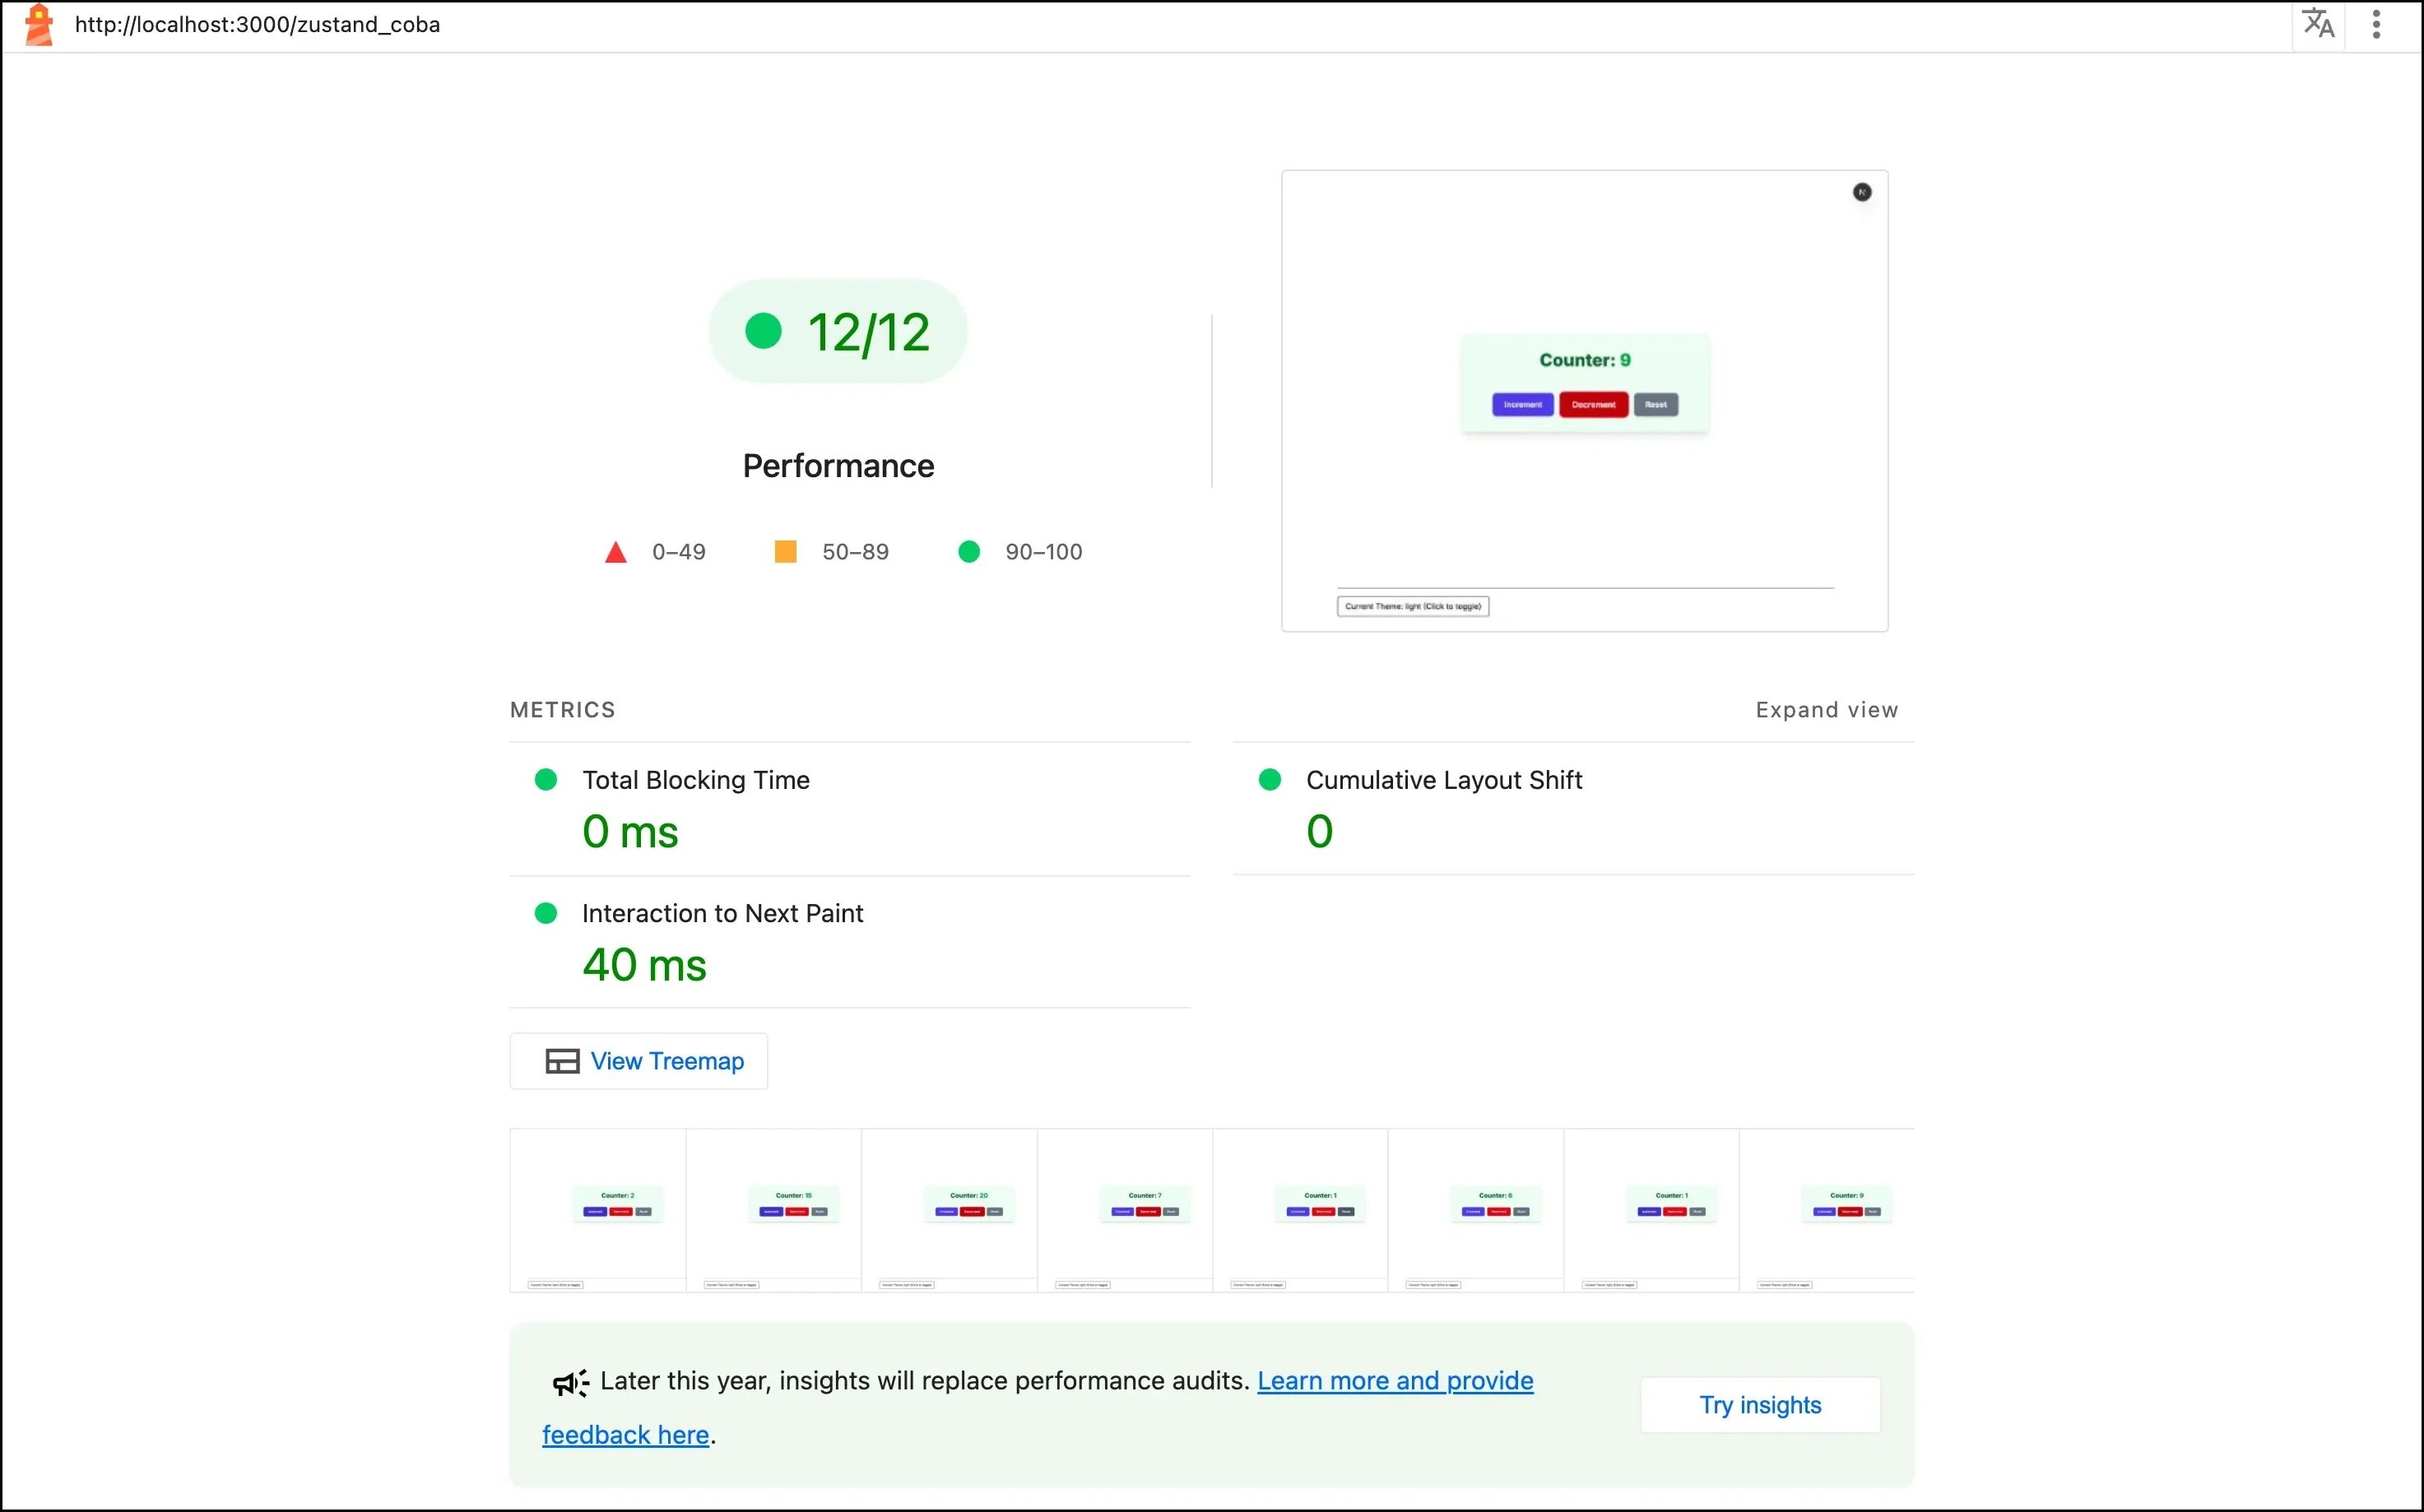 http://localhost:3000/zustand_coba
12/12
Performance
0–49
50–89
90–100
N
Counter: 9
Increment
Decrement
Reset
Current Theme: light (Click to toggle)
METRICS
Expand view
Total Blocking Time
0 ms
Cumulative Layout Shift
0
Interaction to Next Paint
40 ms
View Treemap
Counter: 2
Counter: 15
Counter: 20
Counter: 7
Counter: 1
Counter: 6
Counter: 1
Counter: 9
Later this year, insights will replace performance audits. Learn more and provide
feedback here.
Try insights